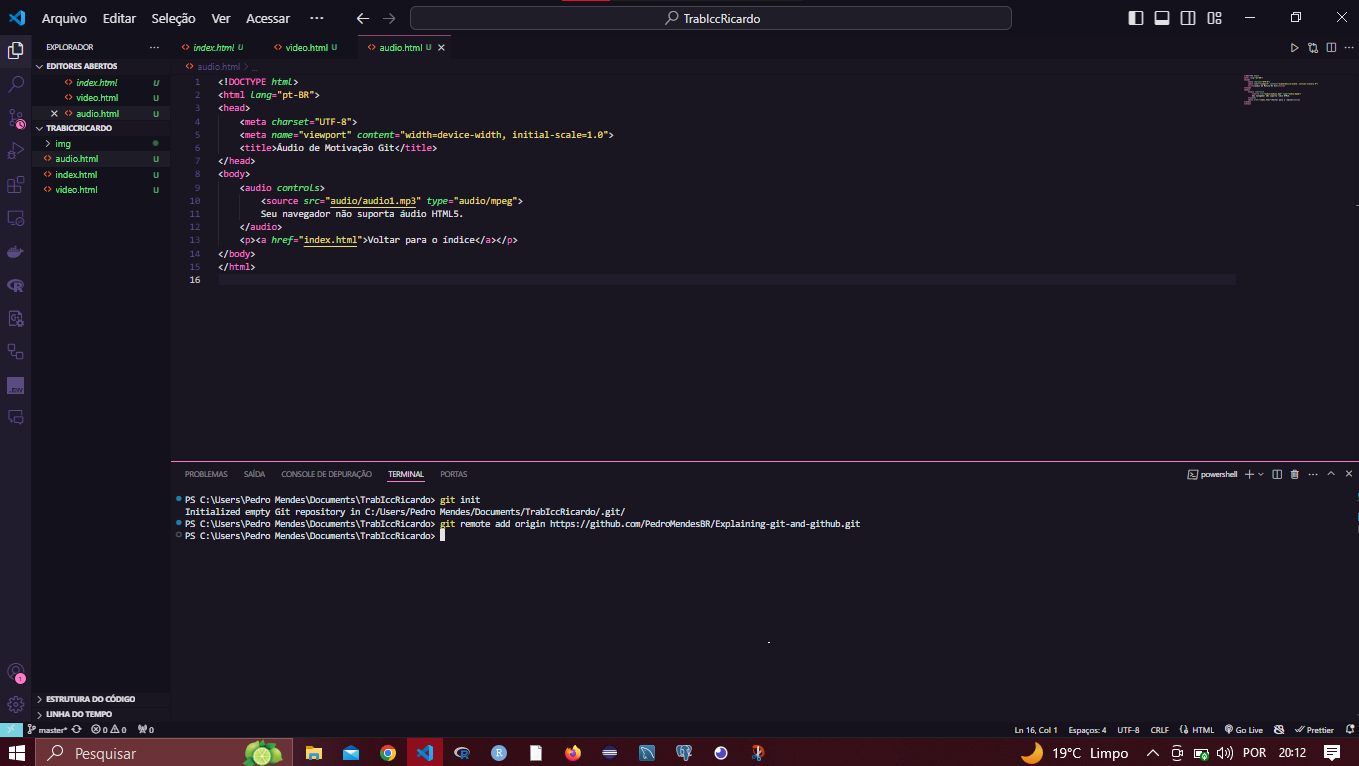 Arquivo Editar Seleção Ver Acessar ··· TrabIccRicardo
EXPLORADOR ···
index.html U video.html U audio.html U
EDITORES ABERTOS
index.html U
video.html U
audio.html U
TRABICCRICARDO
img
audio.html U
index.html U
video.html U
ESTRUTURA DO CÓDIGO
LINHA DO TEMPO
audio.html > ...
1 <!DOCTYPE html>
2 <html lang="pt-BR">
3 <head>
4 <meta charset="UTF-8">
5 <meta name="viewport" content="width=device-width, initial-scale=1.0">
6 <title>Áudio de Motivação Git</title>
7 </head>
8 <body>
9 <audio controls>
10 <source src="audio/audio1.mp3" type="audio/mpeg">
11 Seu navegador não suporta áudio HTML5.
12 </audio>
13 <p><a href="index.html">Voltar para o índice</a></p>
14 </body>
15 </html>
16
PROBLEMAS SAÍDA CONSOLE DE DEPURAÇÃO TERMINAL PORTAS powershell
PS C:\Users\Pedro Mendes\Documents\TrabIccRicardo> git init
Initialized empty Git repository in C:/Users/Pedro Mendes/Documents/TrabIccRicardo/.git/
PS C:\Users\Pedro Mendes\Documents\TrabIccRicardo> git remote add origin https://github.com/PedroMendesBR/Explaining-git-and-github.git
PS C:\Users\Pedro Mendes\Documents\TrabIccRicardo>
master* 0 0 0 Ln 16, Col 1 Espaços: 4 UTF-8 CRLF HTML Go Live Prettier
Pesquisar 19°C Limpo POR 20:12